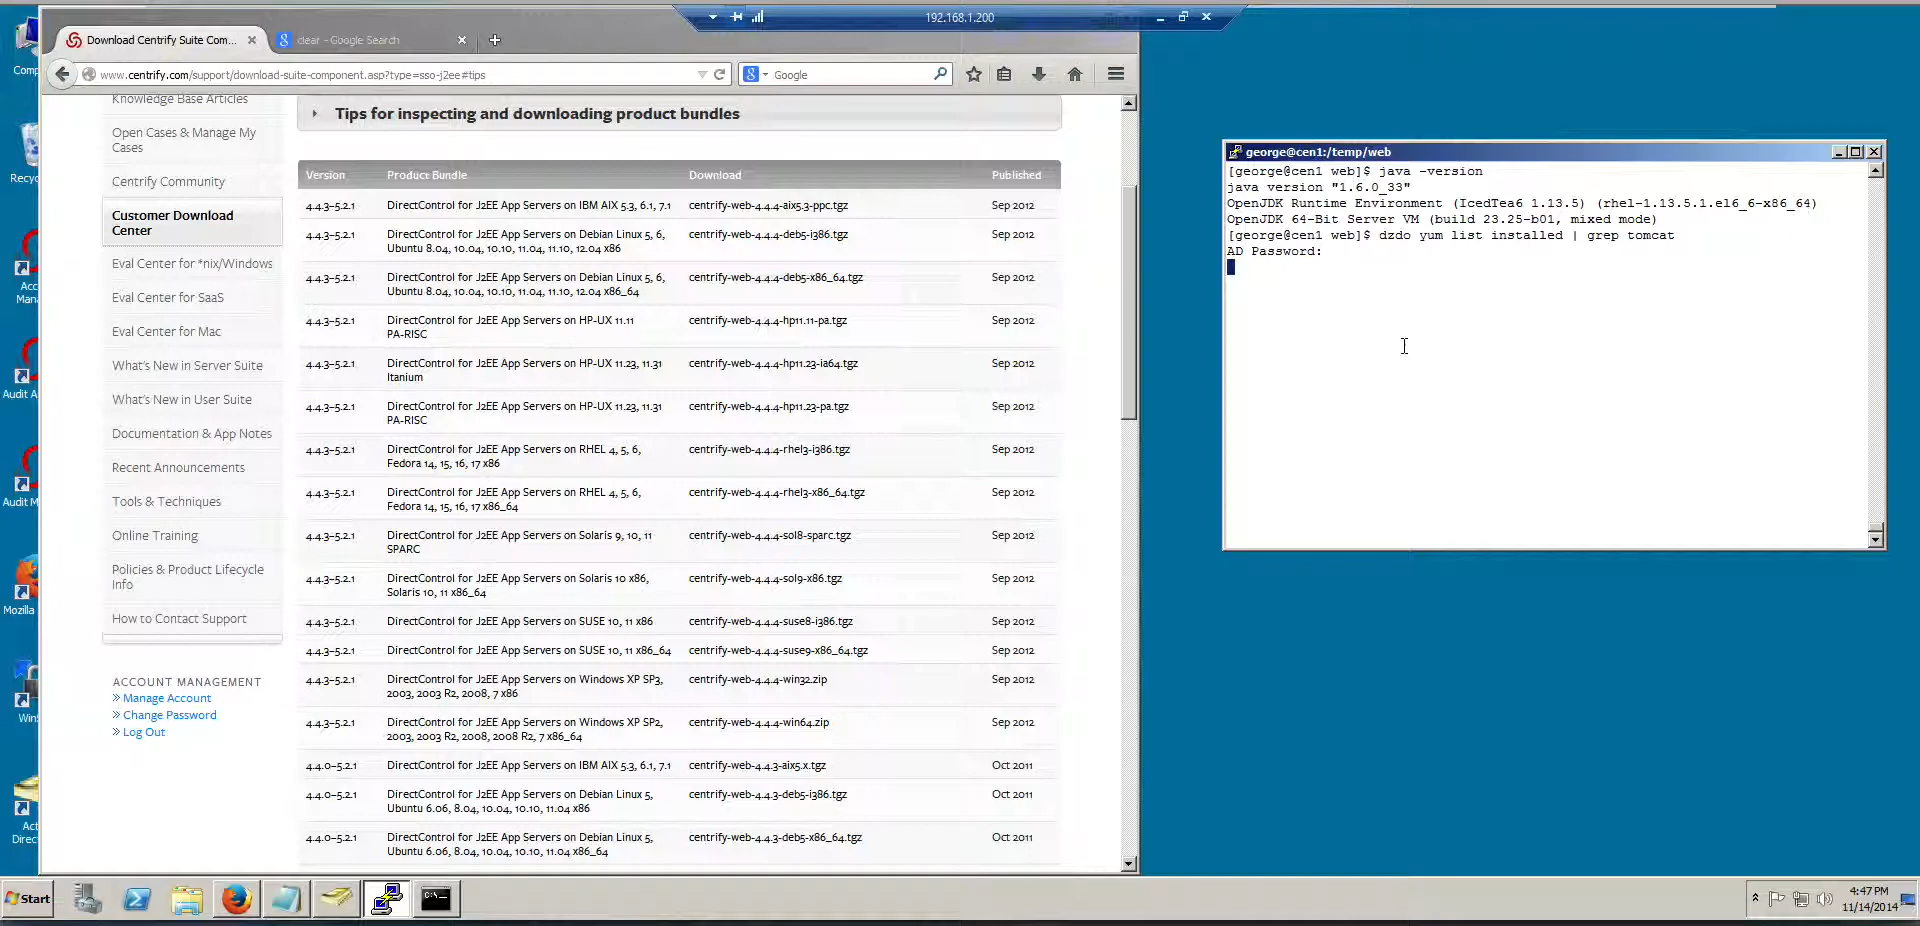 192.168.1.200
Download Centrify Suite Com...
clear - Google Search
www.centrify.com/support/download-suite-component.asp?type=sso-j2ee#tips
Google
Comp
Recyc
Acc
Mana
Audit A
Audit M
Mozilla
Win
Act
Direc
Knowledge Base Articles
Open Cases & Manage My
Cases
Centrify Community
Customer Download
Center
Eval Center for *nix/Windows
Eval Center for SaaS
Eval Center for Mac
What's New in Server Suite
What's New in User Suite
Documentation & App Notes
Recent Announcements
Tools & Techniques
Online Training
Policies & Product Lifecycle
Info
How to Contact Support
ACCOUNT MANAGEMENT
» Manage Account
» Change Password
» Log Out
Tips for inspecting and downloading product bundles
Version Product Bundle Download Published
4.4.3-5.2.1 DirectControl for J2EE App Servers on IBM AIX 5.3, 6.1, 7.1 centrify-web-4.4.4-aix5.3-ppc.tgz Sep 2012
4.4.3-5.2.1 DirectControl for J2EE App Servers on Debian Linux 5, 6, centrify-web-4.4.4-deb5-i386.tgz Sep 2012
Ubuntu 8.04, 10.04, 10.10, 11.04, 11.10, 12.04 x86
4.4.3-5.2.1 DirectControl for J2EE App Servers on Debian Linux 5, 6, centrify-web-4.4.4-deb5-x86_64.tgz Sep 2012
Ubuntu 8.04, 10.04, 10.10, 11.04, 11.10, 12.04 x86_64
4.4.3-5.2.1 DirectControl for J2EE App Servers on HP-UX 11.11 centrify-web-4.4.4-hp11.11-pa.tgz Sep 2012
PA-RISC
4.4.3-5.2.1 DirectControl for J2EE App Servers on HP-UX 11.23, 11.31 centrify-web-4.4.4-hp11.23-ia64.tgz Sep 2012
Itanium
4.4.3-5.2.1 DirectControl for J2EE App Servers on HP-UX 11.23, 11.31 centrify-web-4.4.4-hp11.23-pa.tgz Sep 2012
PA-RISC
4.4.3-5.2.1 DirectControl for J2EE App Servers on RHEL 4, 5, 6, centrify-web-4.4.4-rhel3-i386.tgz Sep 2012
Fedora 14, 15, 16, 17 x86
4.4.3-5.2.1 DirectControl for J2EE App Servers on RHEL 4, 5, 6, centrify-web-4.4.4-rhel3-x86_64.tgz Sep 2012
Fedora 14, 15, 16, 17 x86_64
4.4.3-5.2.1 DirectControl for J2EE App Servers on Solaris 9, 10, 11 centrify-web-4.4.4-sol8-sparc.tgz Sep 2012
SPARC
4.4.3-5.2.1 DirectControl for J2EE App Servers on Solaris 10 x86, centrify-web-4.4.4-sol9-x86.tgz Sep 2012
Solaris 10, 11 x86_64
4.4.3-5.2.1 DirectControl for J2EE App Servers on SUSE 10, 11 x86 centrify-web-4.4.4-suse8-i386.tgz Sep 2012
4.4.3-5.2.1 DirectControl for J2EE App Servers on SUSE 10, 11 x86_64 centrify-web-4.4.4-suse9-x86_64.tgz Sep 2012
4.4.3-5.2.1 DirectControl for J2EE App Servers on Windows XP SP3, centrify-web-4.4.4-win32.zip Sep 2012
2003, 2003 R2, 2008, 7 x86
4.4.3-5.2.1 DirectControl for J2EE App Servers on Windows XP SP2, centrify-web-4.4.4-win64.zip Sep 2012
2003, 2003 R2, 2008, 2008 R2, 7 x86_64
4.4.0-5.2.1 DirectControl for J2EE App Servers on IBM AIX 5.3, 6.1, 7.1 centrify-web-4.4.3-aix5.x.tgz Oct 2011
4.4.0-5.2.1 DirectControl for J2EE App Servers on Debian Linux 5, centrify-web-4.4.3-deb5-i386.tgz Oct 2011
Ubuntu 6.06, 8.04, 10.04, 10.10, 11.04 x86
4.4.0-5.2.1 DirectControl for J2EE App Servers on Debian Linux 5, centrify-web-4.4.3-deb5-x86_64.tgz Oct 2011
Ubuntu 6.06, 8.04, 10.04, 10.10, 11.04 x86_64
george@cen1:/temp/web
[george@cen1 web]$ java -version
java version "1.6.0_33"
OpenJDK Runtime Environment (IcedTea6 1.13.5) (rhel-1.13.5.1.el6_6-x86_64)
OpenJDK 64-Bit Server VM (build 23.25-b01, mixed mode)
[george@cen1 web]$ dzdo yum list installed | grep tomcat
AD Password:
Start
C:\
4:47 PM
11/14/2014